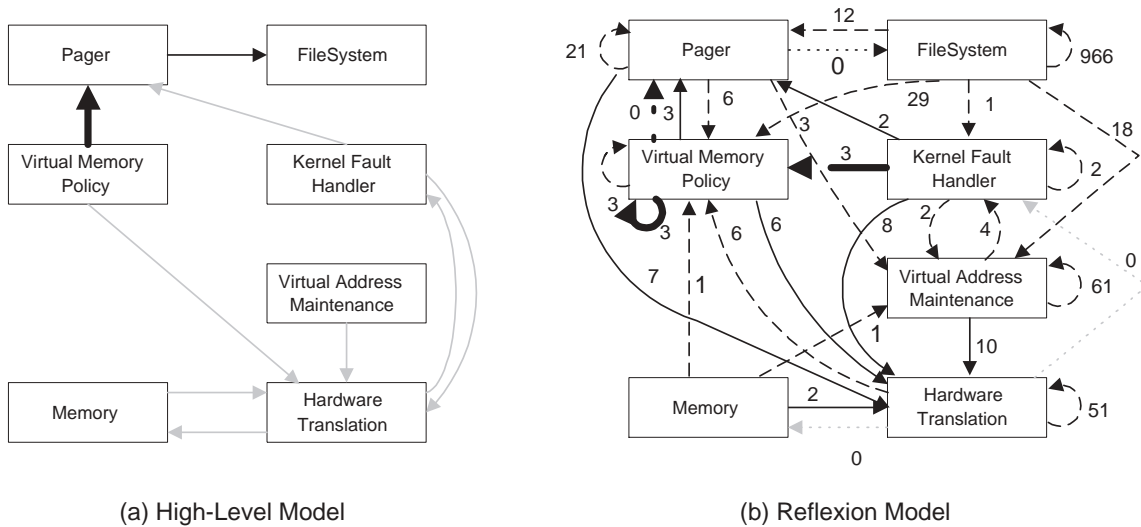 Pager
FileSystem
Virtual Memory
Policy
Kernel Fault
Handler
Virtual Address
Maintenance
Memory
Hardware
Translation
(a) High-Level Model
12
21
Pager
0
FileSystem
966
0
3
6
3
29
2
1
18
Virtual Memory
Policy
3
Kernel Fault
Handler
2
3
3
6
6
8
2
4
0
7
1
Virtual Address
Maintenance
61
1
10
Memory
2
Hardware
Translation
51
0
(b) Reflexion Model